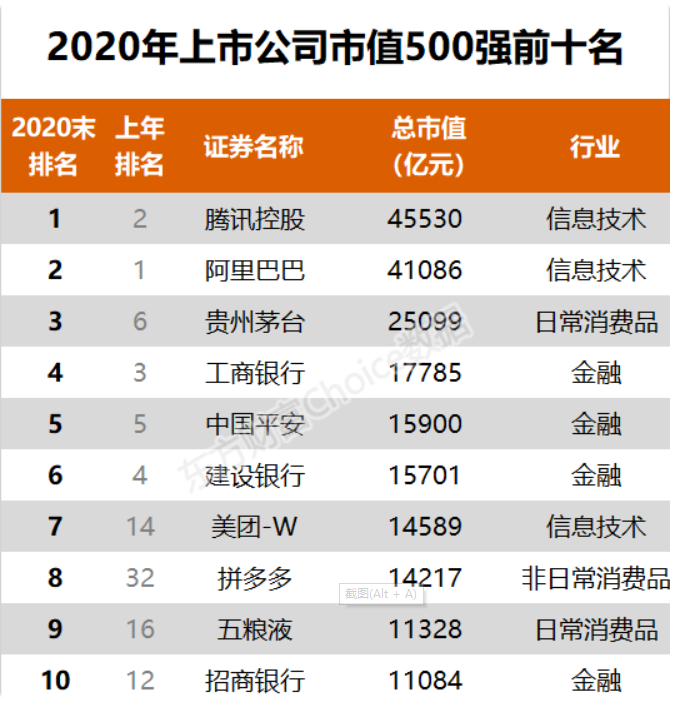 2020年上市公司市值500强前十名
2020末排名 上年排名 证券名称 总市值(亿元) 行业
1 2 腾讯控股 45530 信息技术
2 1 阿里巴巴 41086 信息技术
3 6 贵州茅台 25099 日常消费品
4 3 工商银行 17785 金融
5 5 中国平安 15900 金融
6 4 建设银行 15701 金融
7 14 美团-W 14589 信息技术
8 32 拼多多 14217 非日常消费品
9 16 五粮液 11328 日常消费品
10 12 招商银行 11084 金融
东方财富Choice数据
截图(Alt + A)